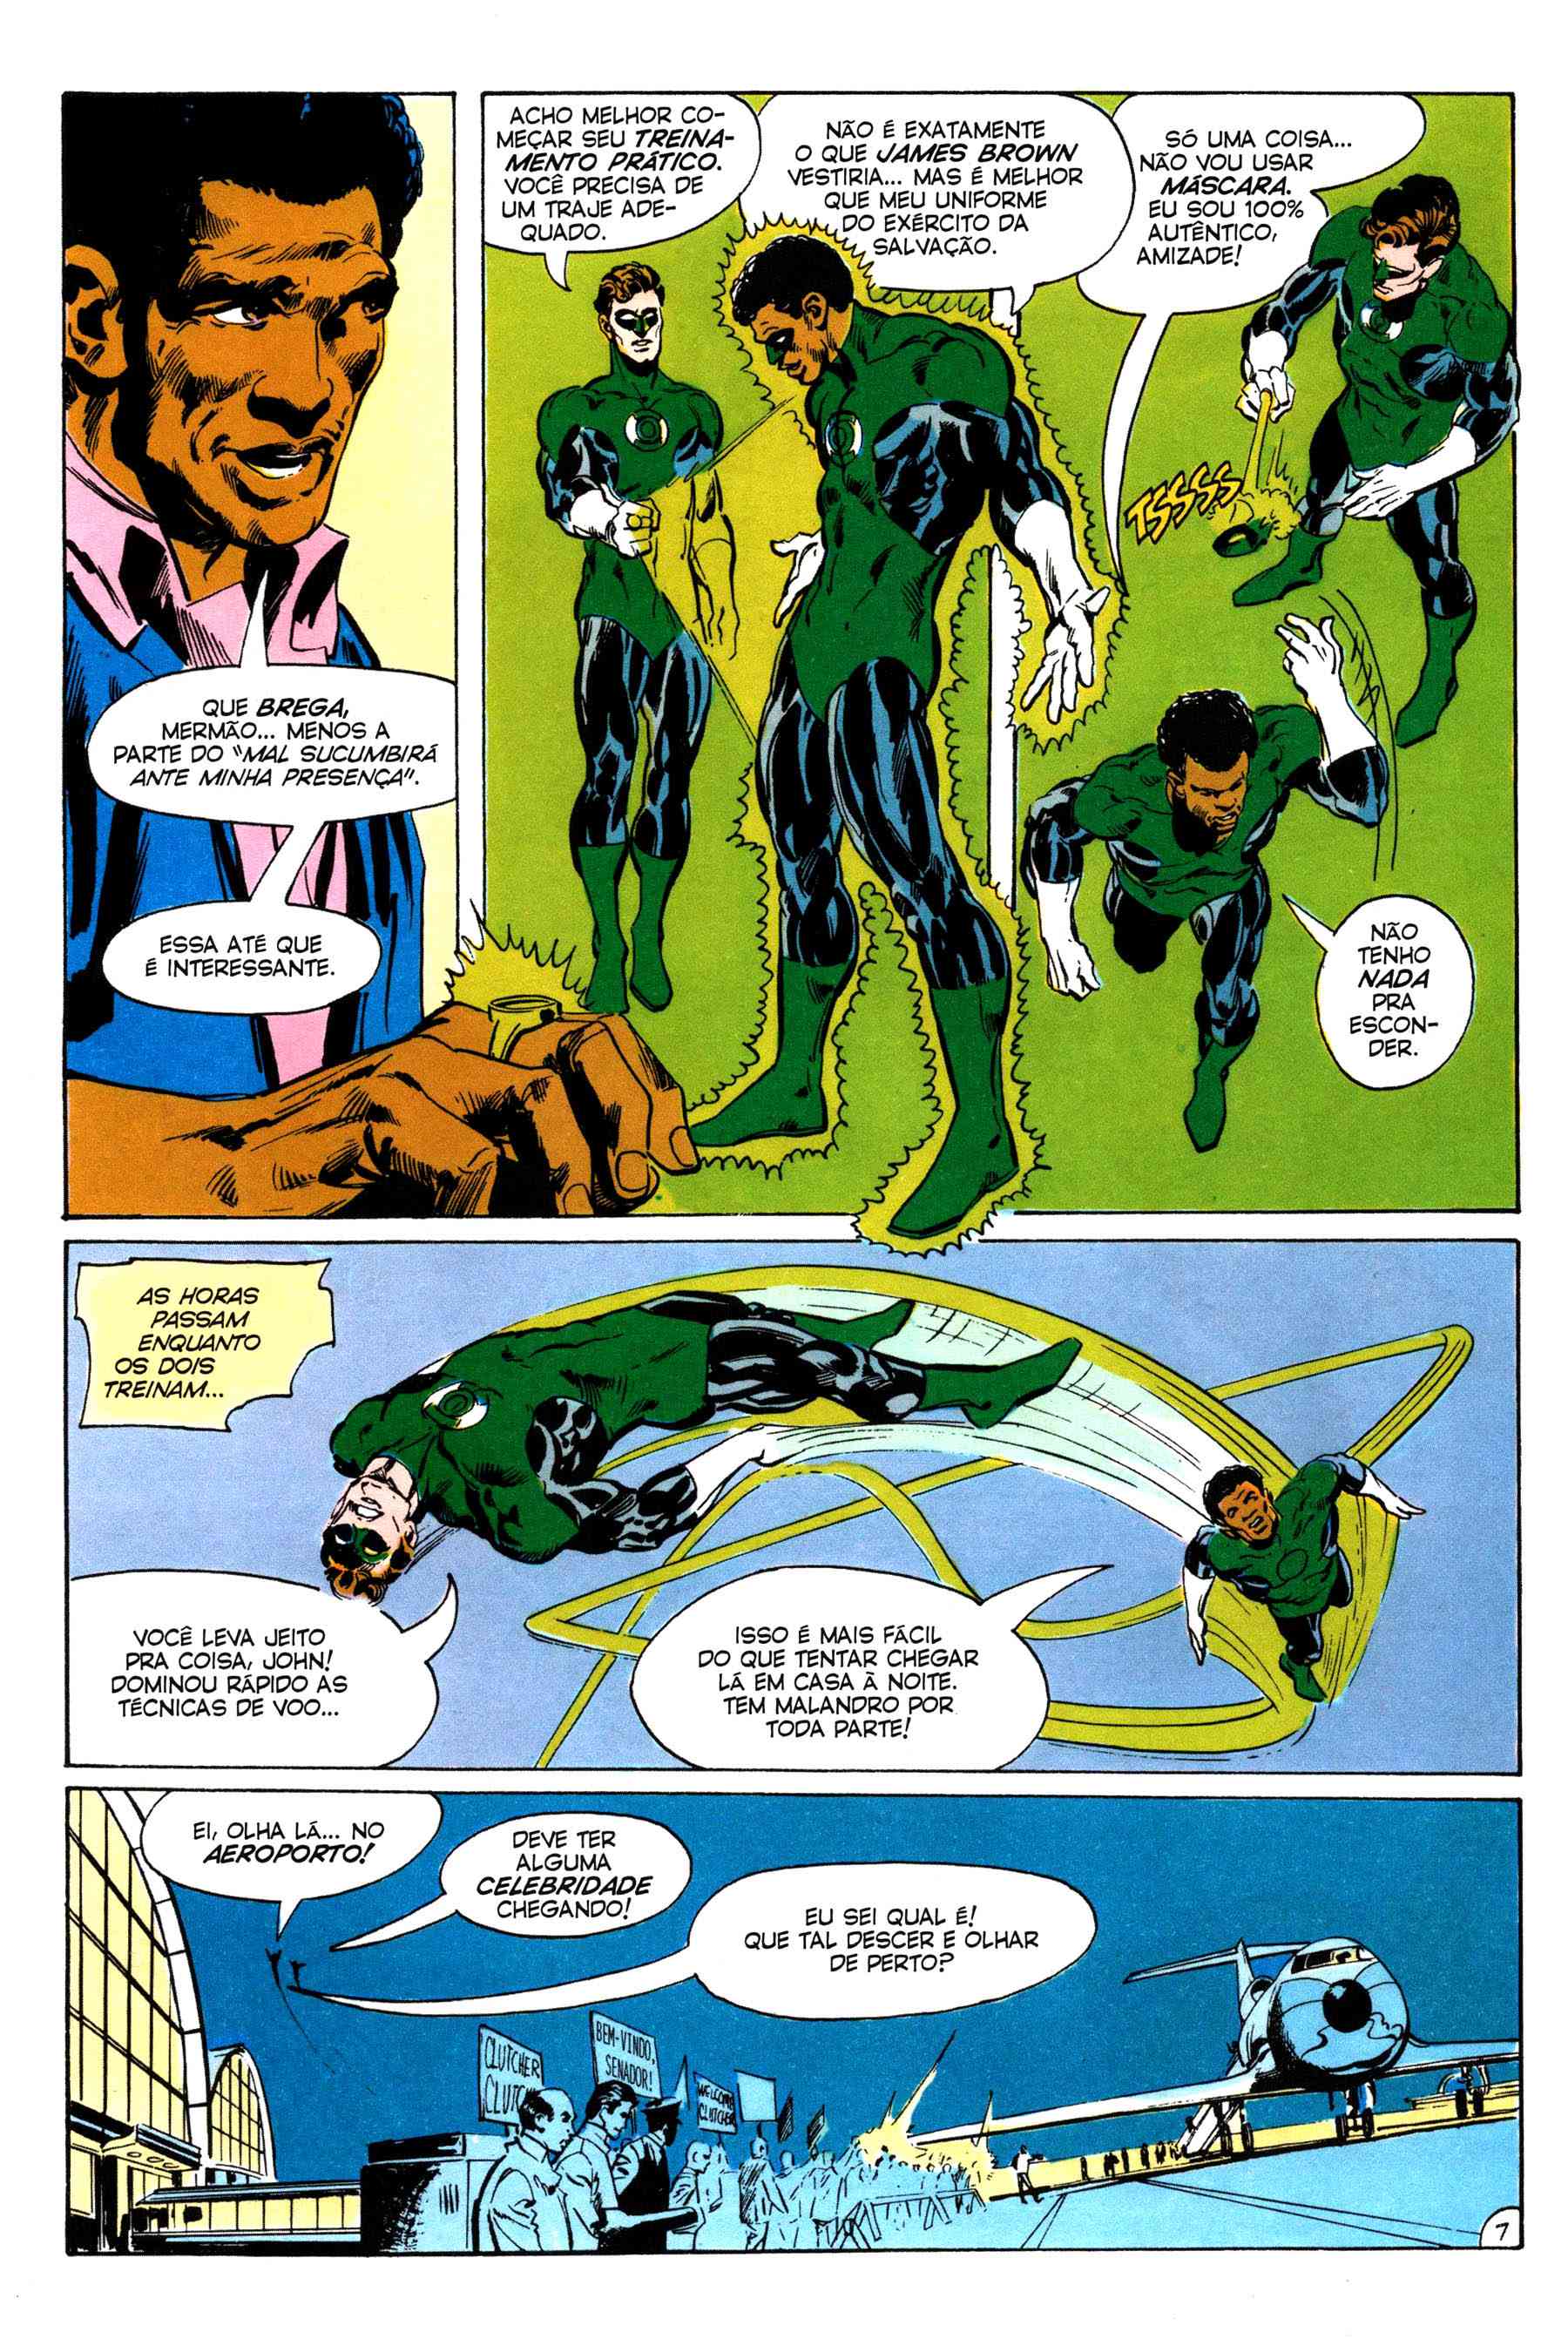 QUE BREGA,
MERMÃO... MENOS A
PARTE DO "MAL SUCUMBIRÁ
ANTE MINHA PRESENÇA".
ESSA ATÉ QUE
É INTERESSANTE.
ACHO MELHOR CO-
MEÇAR SEU TREINA-
MENTO PRÁTICO.
VOCÊ PRECISA DE
UM TRAJE ADE-
QUADO.
NÃO É EXATAMENTE
O QUE JAMES BROWN
VESTIRIA... MAS É MELHOR
QUE MEU UNIFORME
DO EXÉRCITO DA
SALVAÇÃO.
SÓ UMA COISA...
NÃO VOU USAR
MÁSCARA.
EU SOU 100%
AUTÊNTICO,
AMIZADE!
TSSSSS
NÃO
TENHO
NADA
PRA
ESCON-
DER.
AS HORAS
PASSAM
ENQUANTO
OS DOIS
TREINAM...
VOCÊ LEVA JEITO
PRA COISA, JOHN!
DOMINOU RÁPIDO AS
TÉCNICAS DE VOO...
ISSO É MAIS FÁCIL
DO QUE TENTAR CHEGAR
LÁ EM CASA À NOITE.
TEM MALANDRO POR
TODA PARTE!
EI, OLHA LÁ... NO
AEROPORTO!
DEVE TER
ALGUMA
CELEBRIDADE
CHEGANDO!
EU SEI QUAL É!
QUE TAL DESCER E OLHAR
DE PERTO?
CLUTCHER
CLUTC
BEM-VINDO,
SENADOR!
WELCOME
CLUTCHER
7